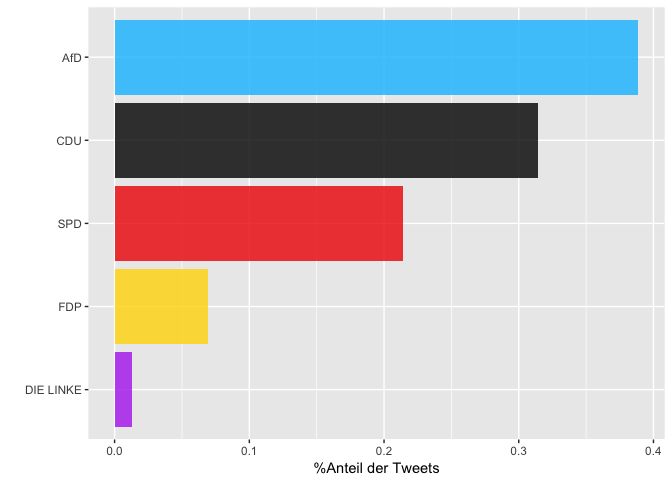 AfD
CDU
SPD
FDP
DIE LINKE
0.0 0.1 0.2 0.3 0.4
%Anteil der Tweets